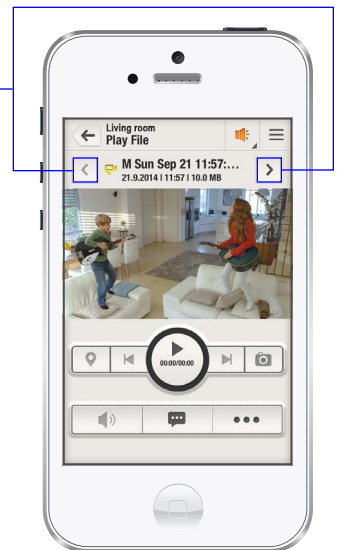 Living room
Play File
M Sun Sep 21 11:57:...
21.9.2014 | 11:57 | 10.0 MB
00:00/00:00